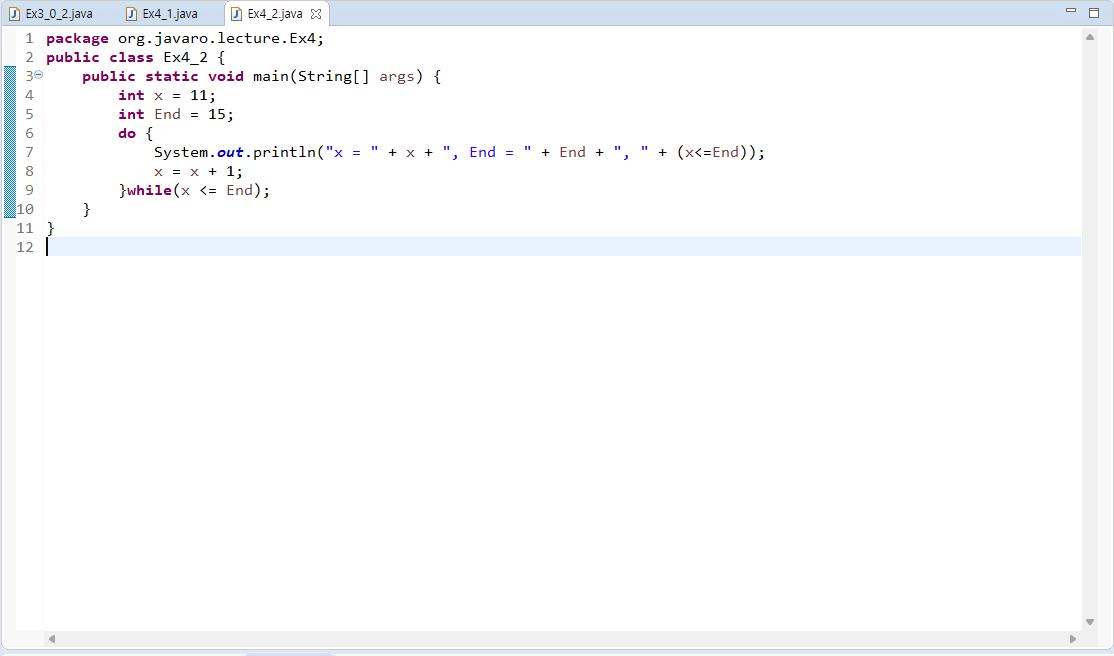 Ex3_0_2.java Ex4_1.java Ex4_2.java
1 package org.javaro.lecture.Ex4;
2 public class Ex4_2 {
3 public static void main(String[] args) {
4 int x = 11;
5 int End = 15;
6 do {
7 System.out.println("x = " + x + ", End = " + End + ", " + (x<=End));
8 x = x + 1;
9 }while(x <= End);
10 }
11 }
12